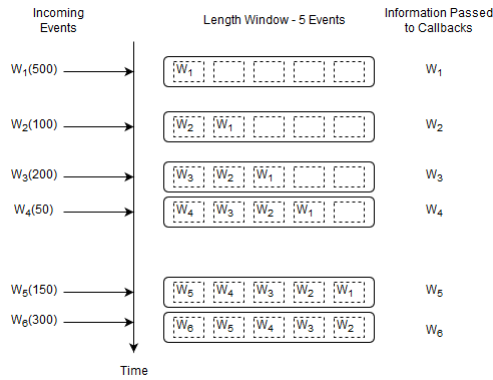 Incoming
Events
Length Window - 5 Events
Information Passed
to Callbacks
W₁(500)
W₁
W₁
W₂(100)
W₂ W₁
W₂
W₃(200)
W₃ W₂ W₁
W₃
W₄(50)
W₄ W₃ W₂ W₁
W₄
W₅(150)
W₅ W₄ W₃ W₂ W₁
W₅
W₆(300)
W₆ W₅ W₄ W₃ W₂
W₆
Time